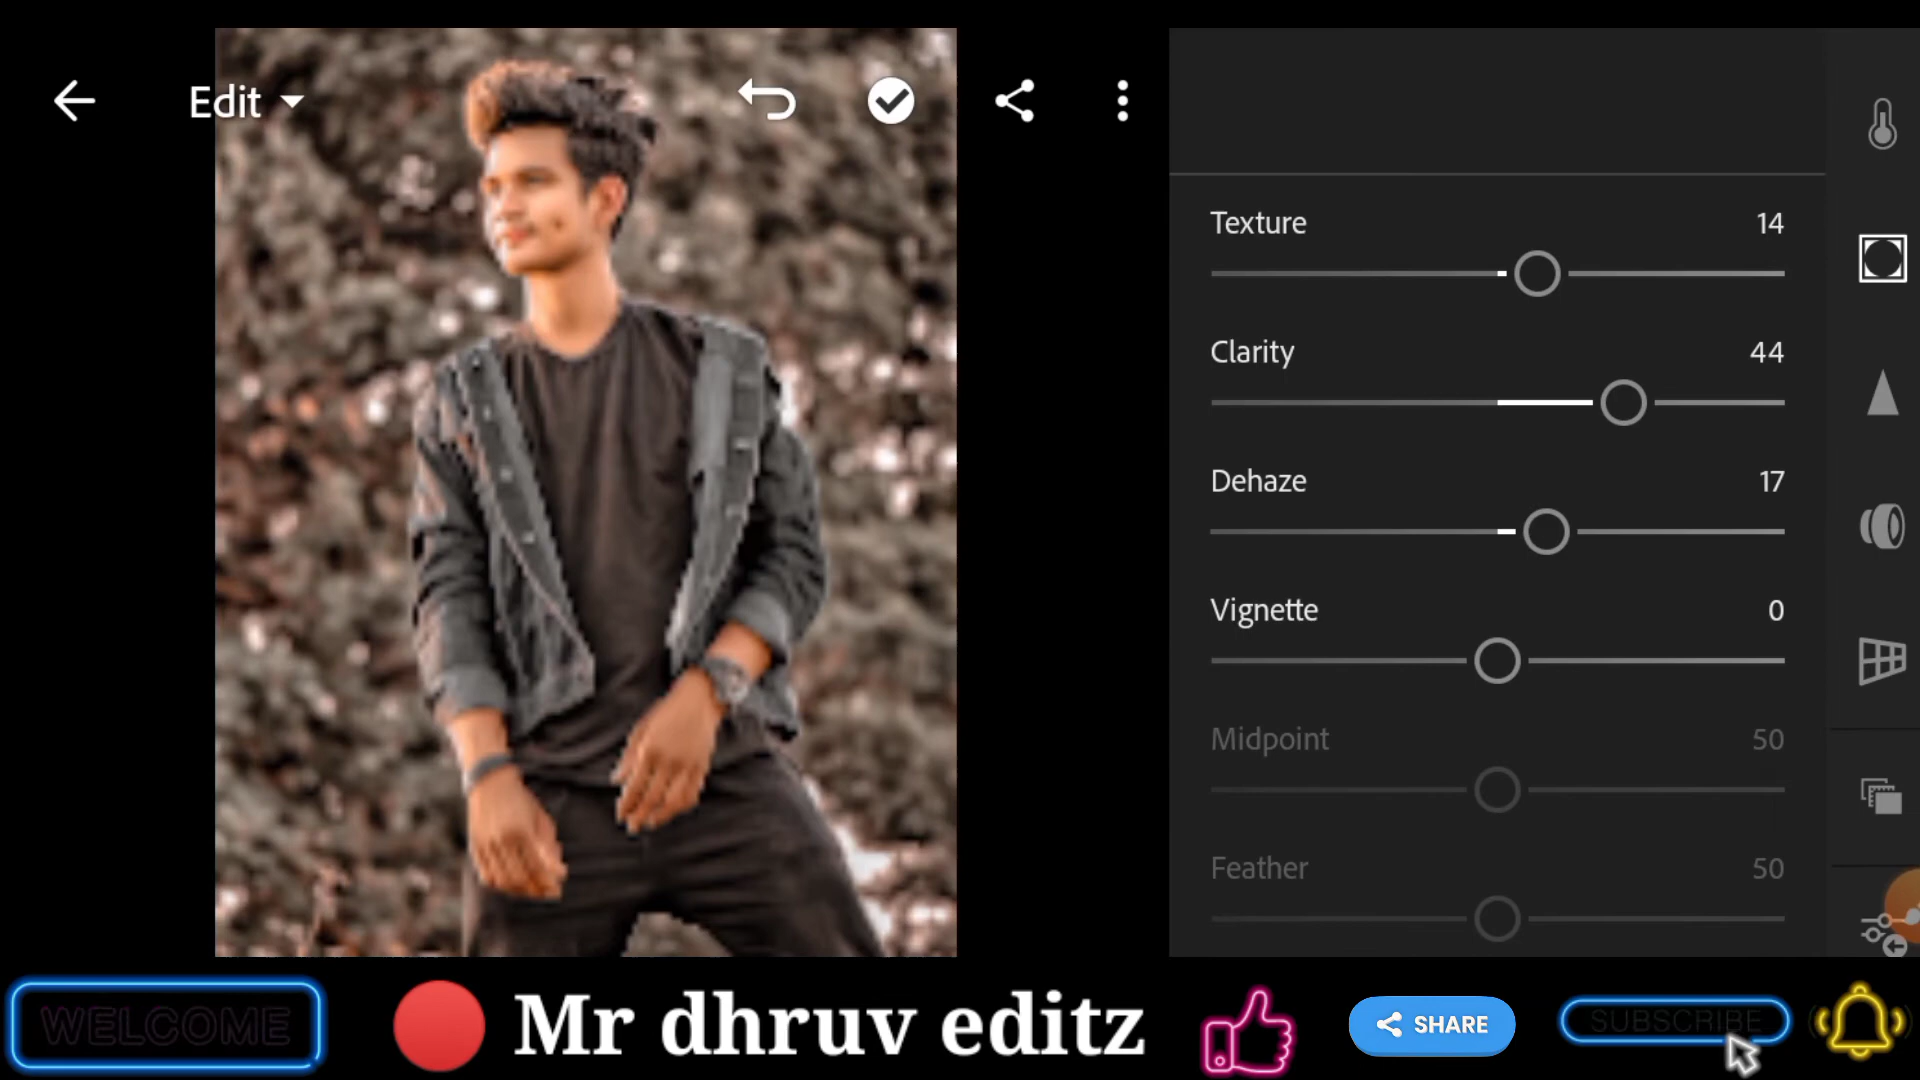 Edit
Texture 14
Clarity 44
Dehaze 17
Vignette 0
Midpoint 50
Feather 50
WELCOME
Mr dhruv editz
SHARE
SUBSCRIBE